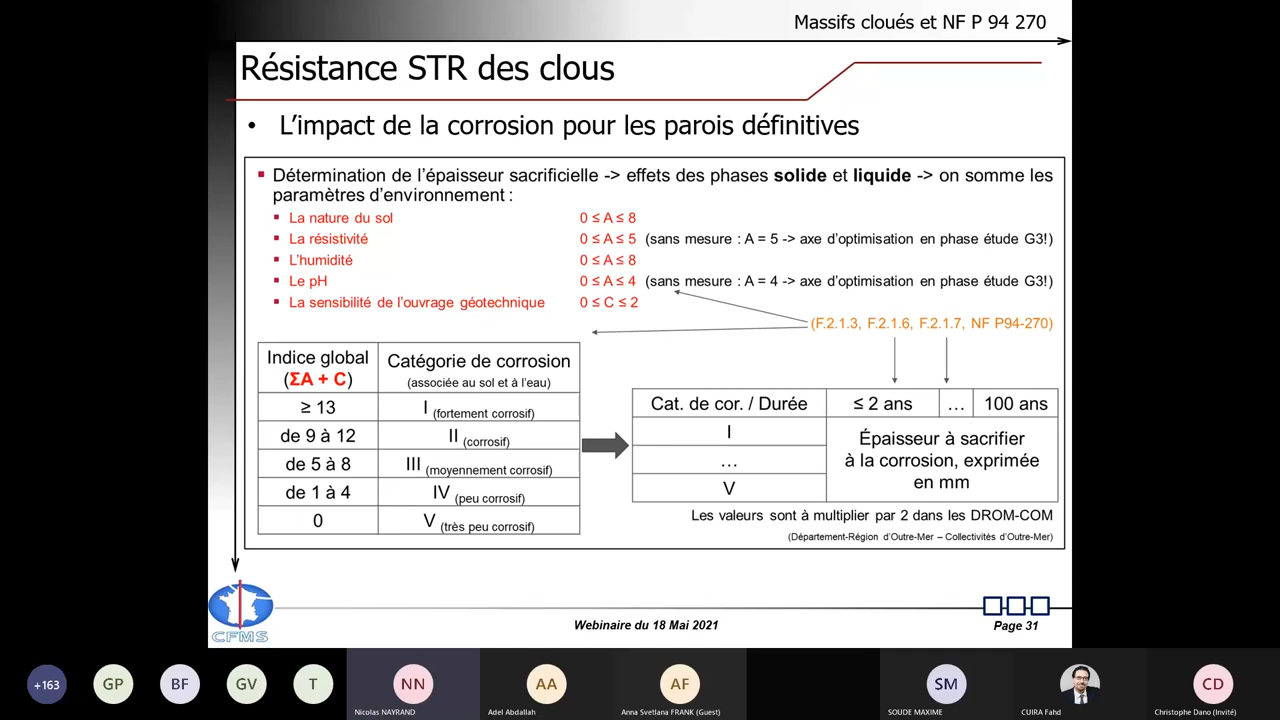 Massifs cloués et NF P 94 270
Résistance STR des clous
• L'impact de la corrosion pour les parois définitives
Détermination de l'épaisseur sacrificielle -> effets des phases solide et liquide -> on somme les
paramètres d'environnement :
La nature du sol 0 ≤ A ≤ 8
La résistivité 0 ≤ A ≤ 5 (sans mesure : A = 5 -> axe d'optimisation en phase étude G3!)
L'humidité 0 ≤ A ≤ 8
Le pH 0 ≤ A ≤ 4 (sans mesure : A = 4 -> axe d'optimisation en phase étude G3!)
La sensibilité de l'ouvrage géotechnique 0 ≤ C ≤ 2
(F.2.1.3, F.2.1.6, F.2.1.7, NF P94-270)
Indice global
(ΣA + C)
Catégorie de corrosion
(associée au sol et à l'eau)
≥ 13 I (fortement corrosif)
de 9 à 12 II (corrosif)
de 5 à 8 III (moyennement corrosif)
de 1 à 4 IV (peu corrosif)
0 V (très peu corrosif)
Cat. de cor. / Durée ≤ 2 ans … 100 ans
I
…
V
Épaisseur à sacrifier
à la corrosion, exprimée
en mm
Les valeurs sont à multiplier par 2 dans les DROM-COM
(Département-Région d'Outre-Mer – Collectivités d'Outre-Mer)
CFMS
Webinaire du 18 Mai 2021
Page 31
+163 GP BF GV T NN AA AF SM CD
Nicolas NAYRAND Adel Abdallah Anna Svetlana FRANK (Guest) SOUDE MAXIME CUIRA Fahd Christophe Dano (Invité)